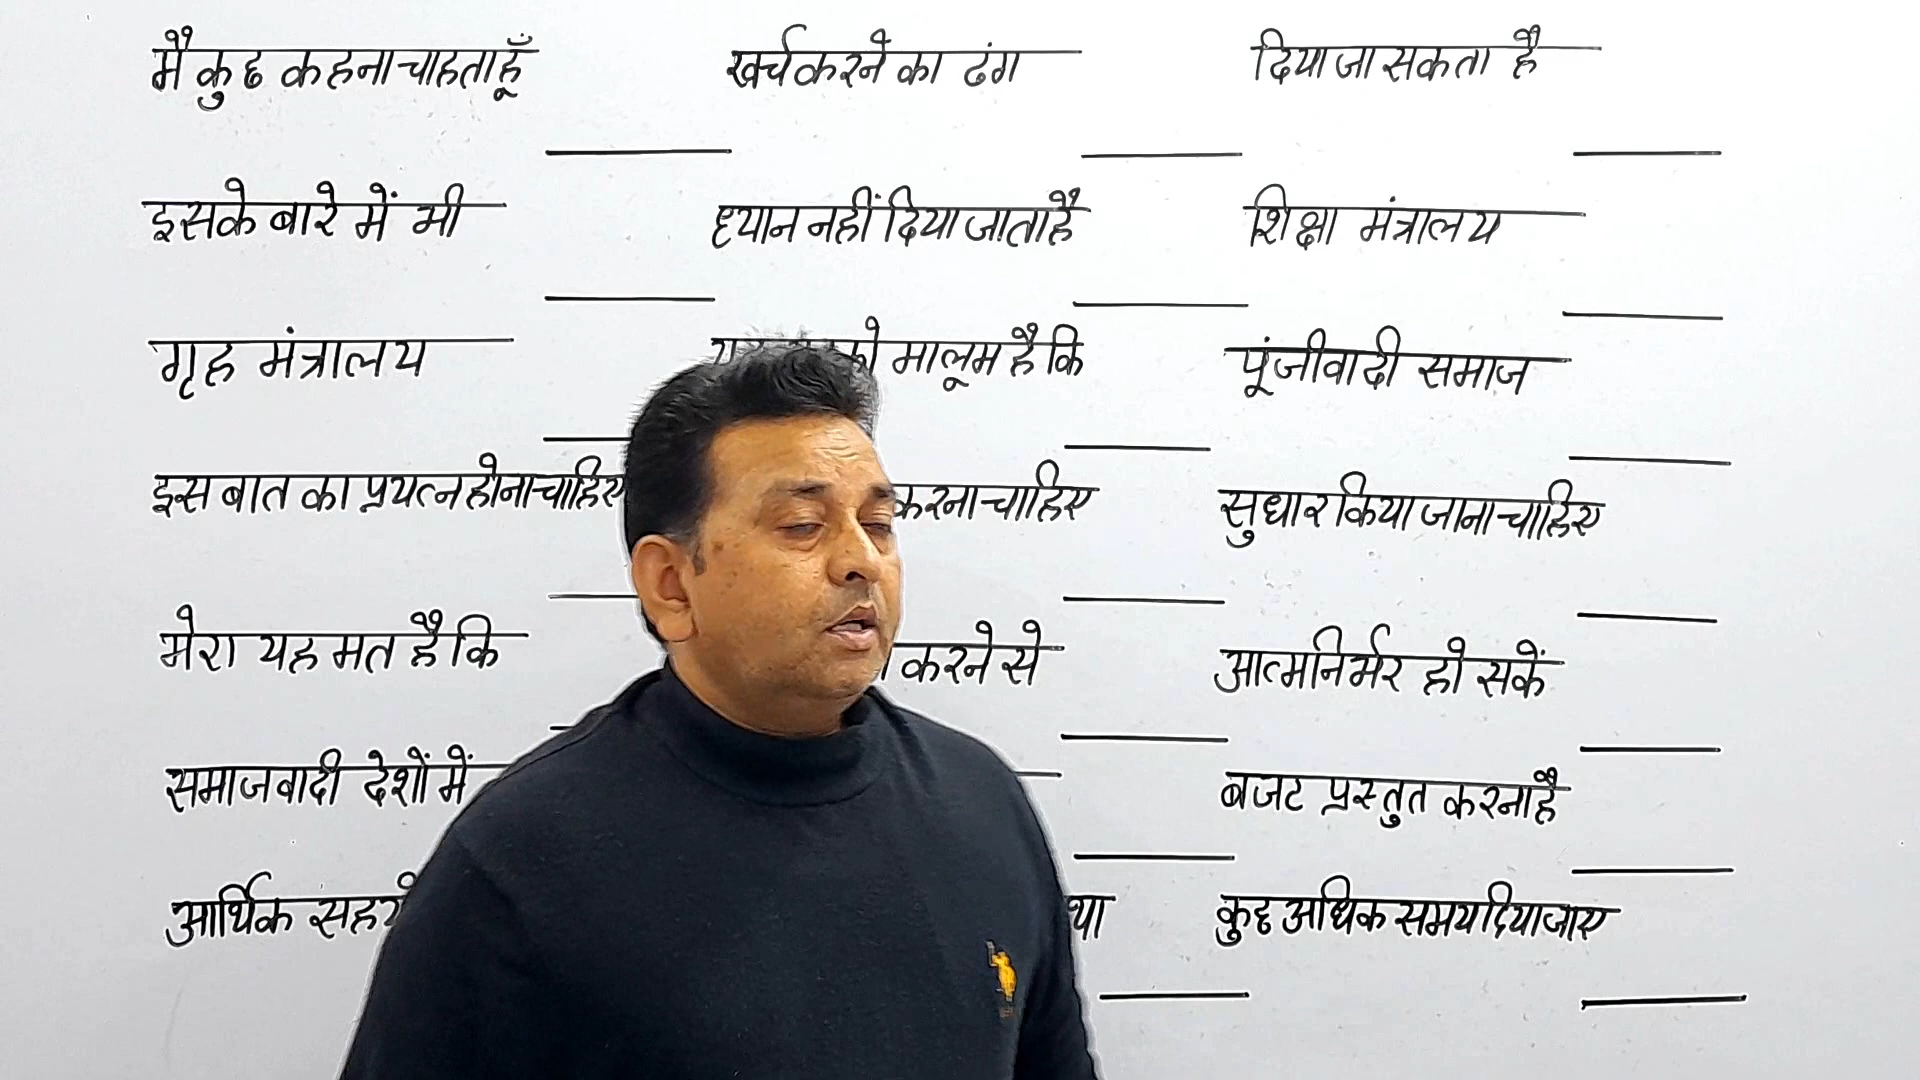 मै कुछ कहना चाहता हूँ
खर्च करने का ढंग
दिया जा सकता है
इसके बारे में भी
ध्यान नहीं दिया जाता है
शिक्षा मंत्रालय
गृह मंत्रालय
को मालूम है कि
पूंजीवादी समाज
इस बात का प्रयत्न होना चाहिए
करना चाहिए
सुधार किया जाना चाहिए
मेरा यह मत है कि
करने से
आत्मनिर्भर हो सकें
समाजवादी देशों में
बजट प्रस्तुत करना है
आर्थिक
कुछ अधिक समय दिया जाए